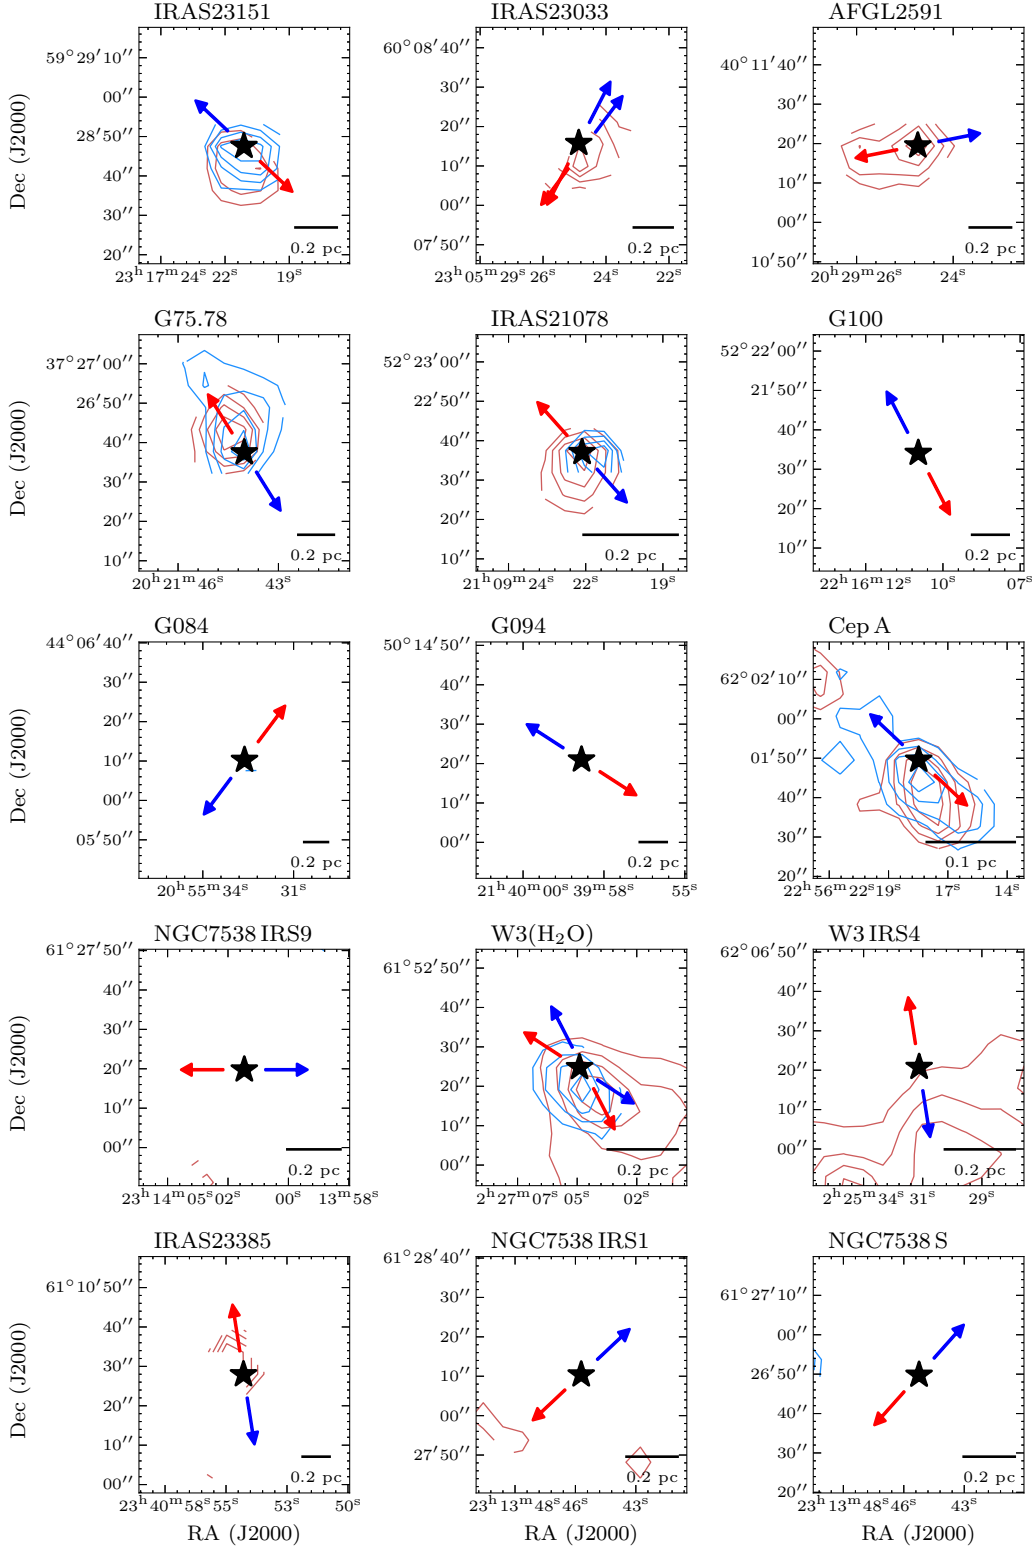 IRAS23151 IRAS23033 AFGL2591
Dec (J2000)
59°29′10″ 00″ 28′50″ 40″ 30″ 20″
23ʰ17ᵐ24ˢ 22ˢ 19ˢ
0.2 pc
60°08′40″ 30″ 20″ 10″ 00″ 07′50″
23ʰ05ᵐ29ˢ 26ˢ 24ˢ 22ˢ
0.2 pc
40°11′40″ 30″ 20″ 10″ 00″ 10′50″
20ʰ29ᵐ26ˢ 24ˢ
0.2 pc
G75.78 IRAS21078 G100
Dec (J2000)
37°27′00″ 26′50″ 40″ 30″ 20″ 10″
20ʰ21ᵐ46ˢ 43ˢ
0.2 pc
52°23′00″ 22′50″ 40″ 30″ 20″ 10″
21ʰ09ᵐ24ˢ 22ˢ 19ˢ
0.2 pc
52°22′00″ 21′50″ 40″ 30″ 20″ 10″
22ʰ16ᵐ12ˢ 10ˢ 07ˢ
0.2 pc
G084 G094 Cep A
Dec (J2000)
44°06′40″ 30″ 20″ 10″ 00″ 05′50″
20ʰ55ᵐ34ˢ 31ˢ
0.2 pc
50°14′50″ 40″ 30″ 20″ 10″ 00″
21ʰ40ᵐ00ˢ 39ᵐ58ˢ 55ˢ
0.2 pc
62°02′10″ 00″ 01′50″ 40″ 30″ 20″
22ʰ56ᵐ22ˢ 19ˢ 17ˢ 14ˢ
0.1 pc
NGC7538 IRS9 W3(H₂O) W3 IRS4
Dec (J2000)
61°27′50″ 40″ 30″ 20″ 10″ 00″
23ʰ14ᵐ05ˢ 02ˢ 00ˢ 13ᵐ58ˢ
0.2 pc
61°52′50″ 40″ 30″ 20″ 10″ 00″
2ʰ27ᵐ07ˢ 05ˢ 02ˢ
0.2 pc
62°06′50″ 40″ 30″ 20″ 10″ 00″
2ʰ25ᵐ34ˢ 31ˢ 29ˢ
0.2 pc
IRAS23385 NGC7538 IRS1 NGC7538 S
Dec (J2000)
61°10′50″ 40″ 30″ 20″ 10″ 00″
23ʰ40ᵐ58ˢ 55ˢ 53ˢ 50ˢ
0.2 pc
61°28′40″ 30″ 20″ 10″ 00″ 27′50″
23ʰ13ᵐ48ˢ 46ˢ 43ˢ
0.2 pc
61°27′10″ 00″ 26′50″ 40″ 30″ 20″
23ʰ13ᵐ48ˢ 46ˢ 43ˢ
0.2 pc
RA (J2000) RA (J2000) RA (J2000)